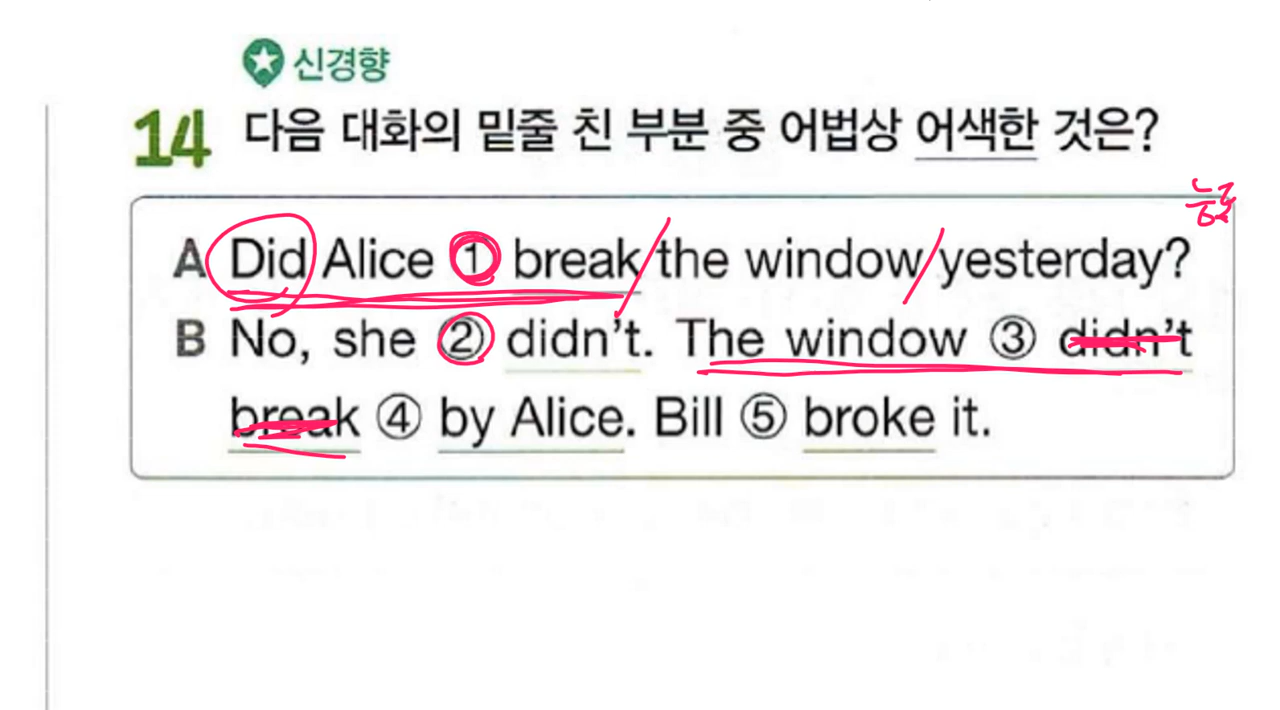 신경향
14 다음 대화의 밑줄 친 부분 중 어법상 어색한 것은?
A Did Alice ① break the window yesterday?
B No, she ② didn't. The window ③ didn't
break ④ by Alice. Bill ⑤ broke it.